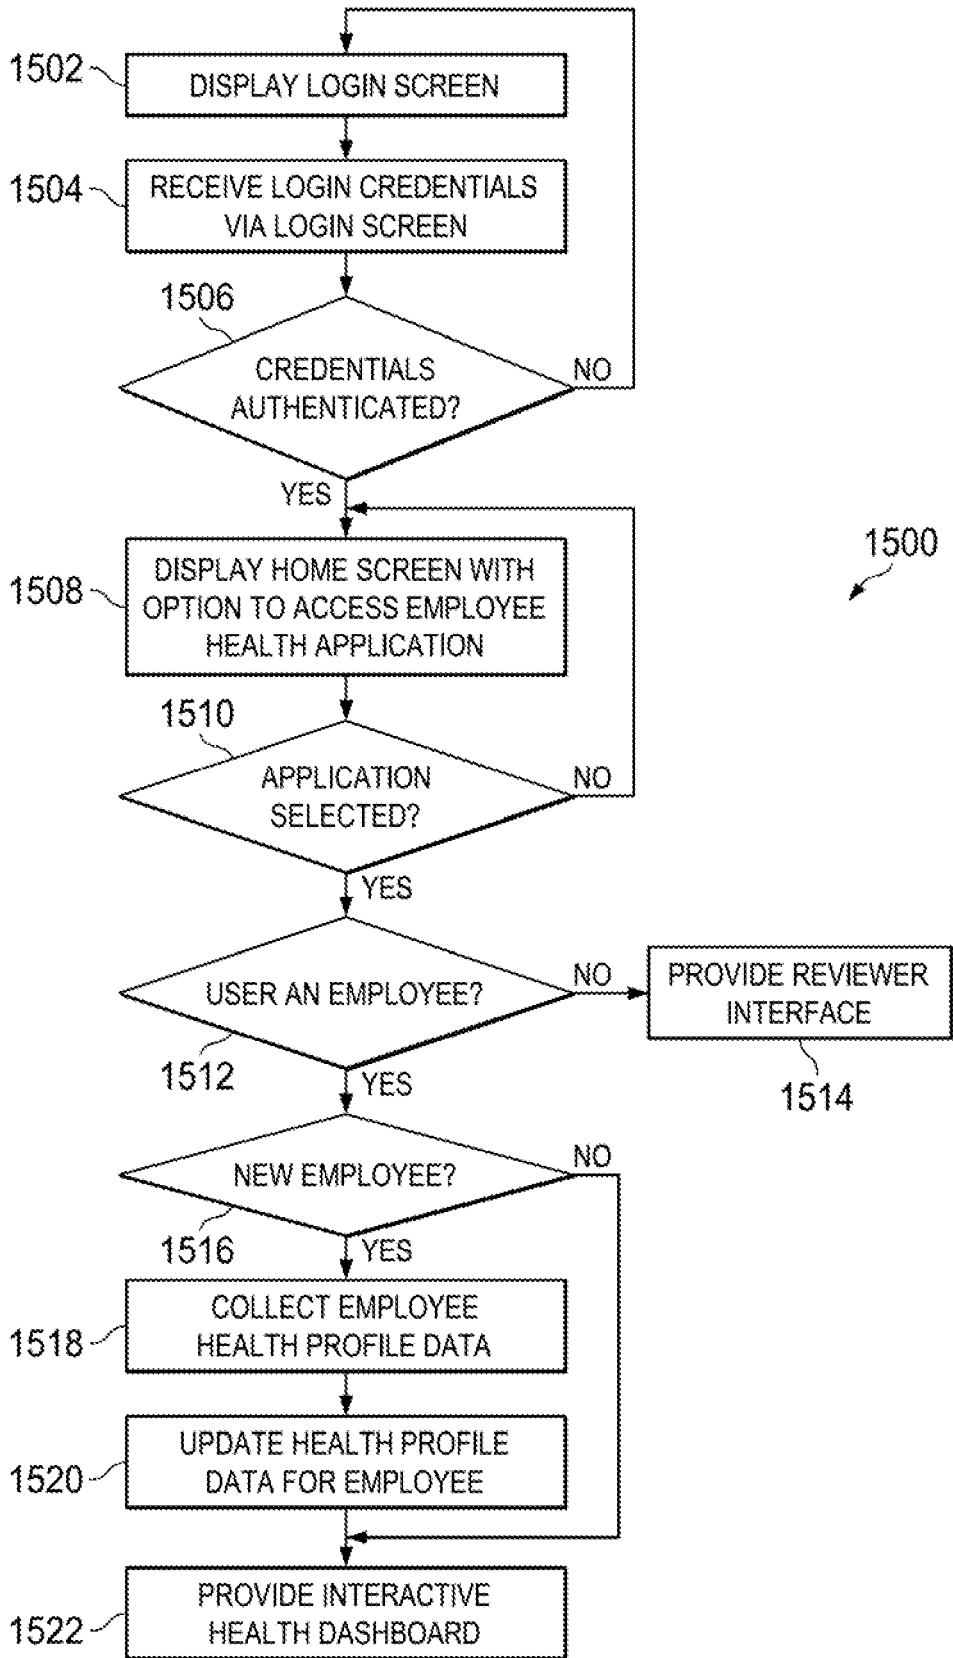 1502
DISPLAY LOGIN SCREEN
1504
RECEIVE LOGIN CREDENTIALS
VIA LOGIN SCREEN
1506
CREDENTIALS
AUTHENTICATED?
NO
YES
1500
1508
DISPLAY HOME SCREEN WITH
OPTION TO ACCESS EMPLOYEE
HEALTH APPLICATION
1510
APPLICATION
SELECTED?
NO
YES
USER AN EMPLOYEE?
NO
1512
YES
PROVIDE REVIEWER
INTERFACE
1514
NEW EMPLOYEE?
NO
1516
YES
1518
COLLECT EMPLOYEE
HEALTH PROFILE DATA
1520
UPDATE HEALTH PROFILE
DATA FOR EMPLOYEE
1522
PROVIDE INTERACTIVE
HEALTH DASHBOARD